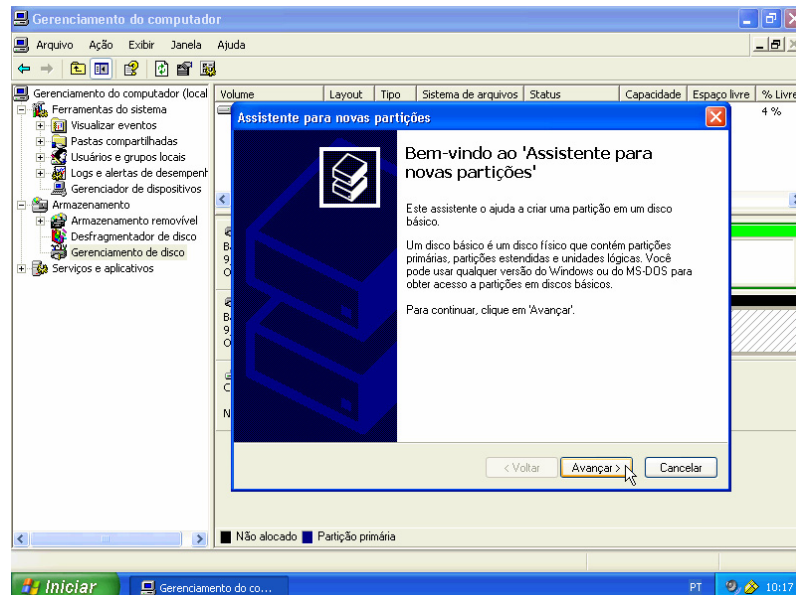 Gerenciamento do computador
Arquivo Ação Exibir Janela Ajuda
Gerenciamento do computador (local
Ferramentas do sistema
Visualizar eventos
Pastas compartilhadas
Usuários e grupos locais
Logs e alertas de desempenh
Gerenciador de dispositivos
Armazenamento
Armazenamento removível
Desfragmentador de disco
Gerenciamento de disco
Serviços e aplicativos
Volume Layout Tipo Sistema de arquivos Status Capacidade Espaço livre % Livre
4 %
Assistente para novas partições
Bem-vindo ao 'Assistente para
novas partições'
Este assistente o ajuda a criar uma partição em um disco
básico.
Um disco básico é um disco físico que contém partições
primárias, partições estendidas e unidades lógicas. Você
pode usar qualquer versão do Windows ou do MS-DOS para
obter acesso a partições em discos básicos.
Para continuar, clique em 'Avançar'.
< Voltar Avançar > Cancelar
Não alocado Partição primária
Iniciar Gerenciamento do co... PT 10:17